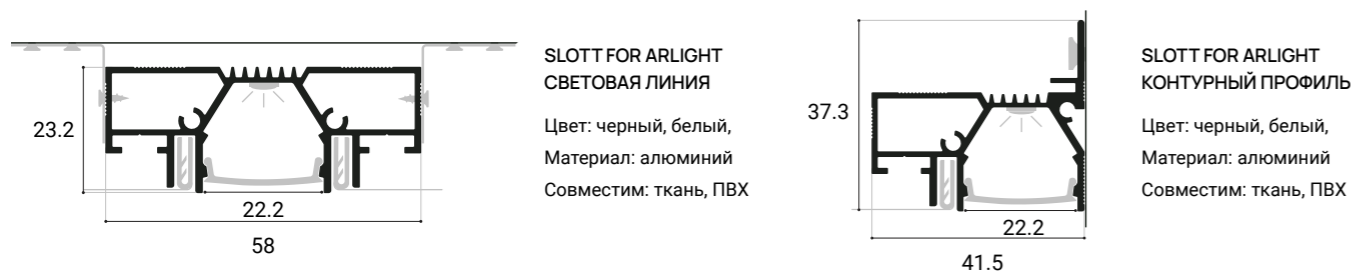 23.2
22.2
58
SLOTT FOR ARLIGHT
СВЕТОВАЯ ЛИНИЯ
Цвет: черный, белый,
Материал: алюминий
Совместим: ткань, ПВХ
37.3
22.2
41.5
SLOTT FOR ARLIGHT
КОНТУРНЫЙ ПРОФИЛЬ
Цвет: черный, белый,
Материал: алюминий
Совместим: ткань, ПВХ